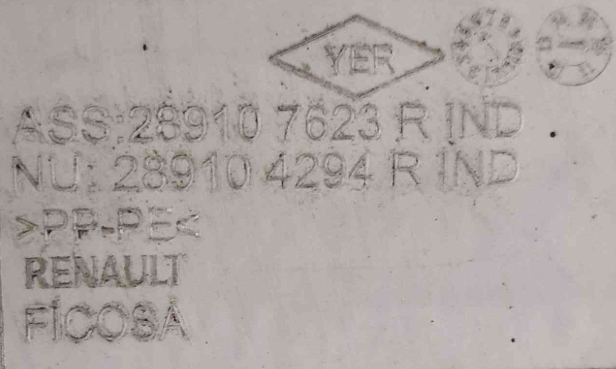 YER
ASS:28910 7623 R IND
NU: 28910 4294 R IND
>PP-PE<
RENAULT
FICOSA